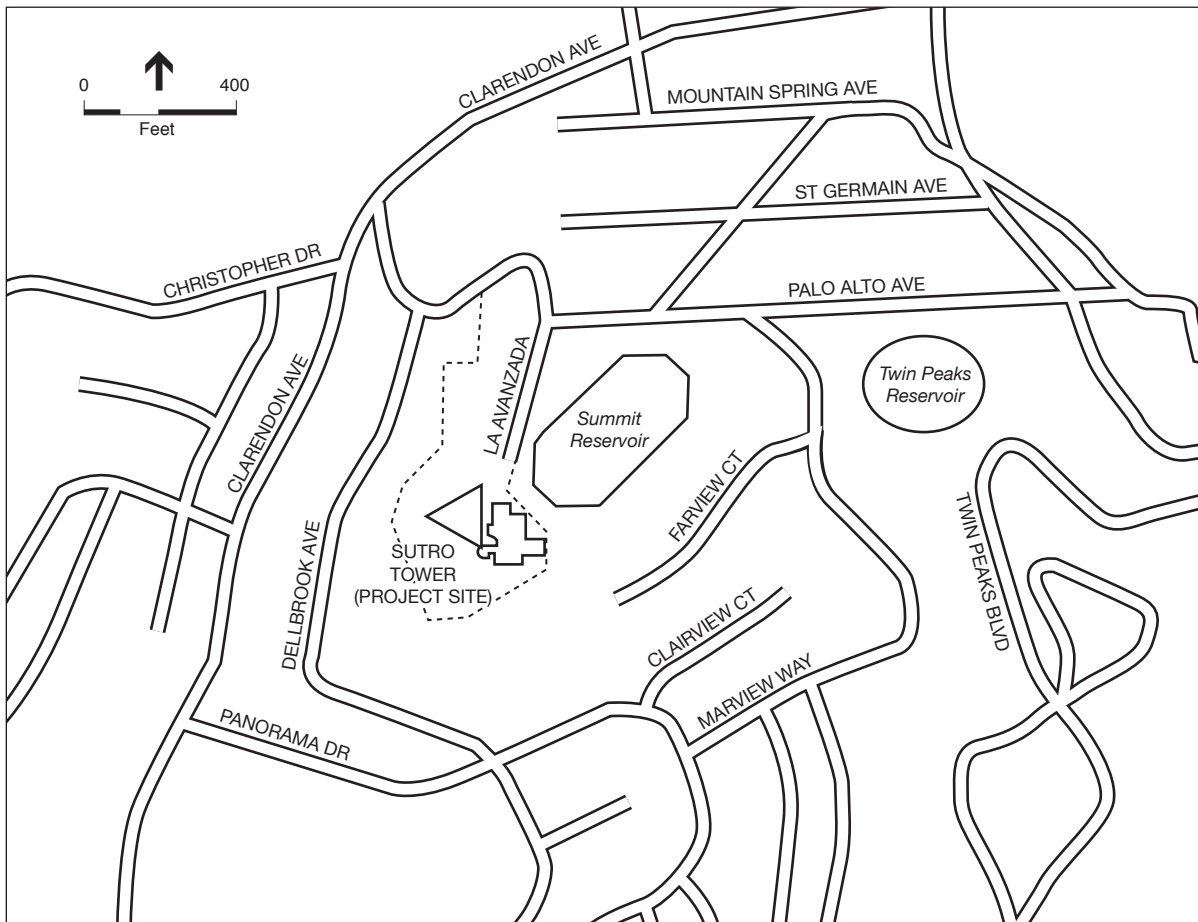 CLARENDON AVE
0 400
Feet
MOUNTAIN SPRING AVE
ST GERMAIN AVE
CHRISTOPHER DR
PALO ALTO AVE
LA AVANZADA
CLARENDON AVE
Twin Peaks
Reservoir
Summit
Reservoir
FARVIEW CT
TWIN PEAKS BLVD
DELLBROOK AVE
SUTRO
TOWER
(PROJECT SITE)
CLAIRVIEW CT
MARVIEW WAY
PANORAMA DR